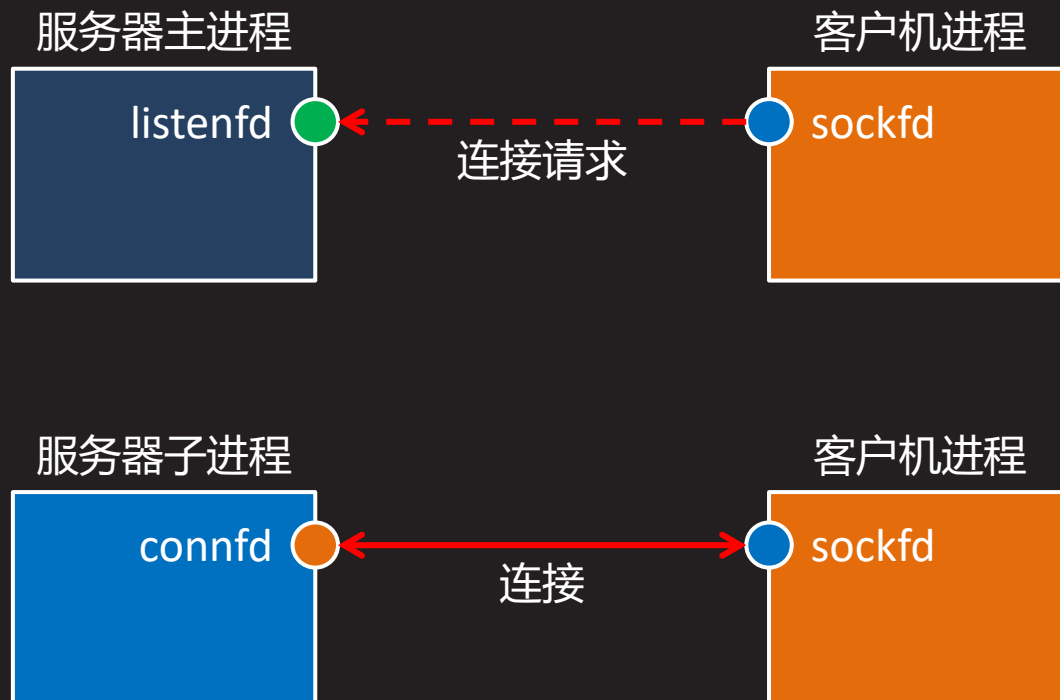 服务器主进程
客户机进程
listenfd
sockfd
连接请求
服务器子进程
客户机进程
connfd
sockfd
连接